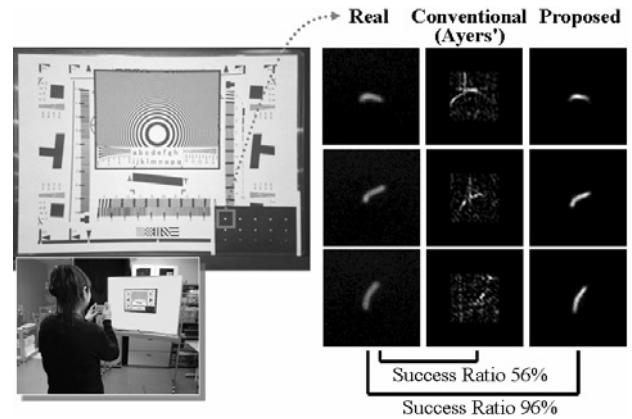 Real
Conventional
(Ayers')
Proposed
abcdefgh
ijklmnopq
Success Ratio 56%
Success Ratio 96%